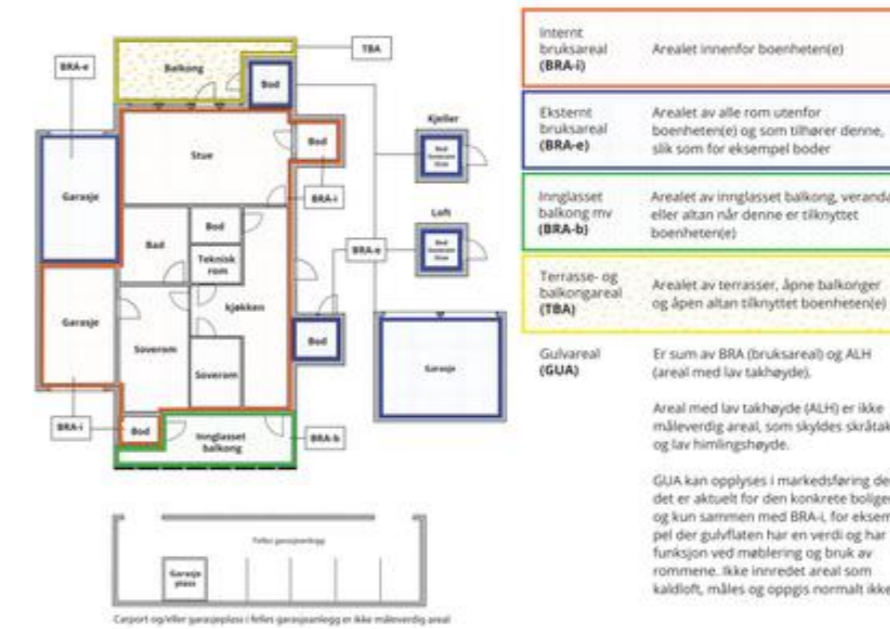 TBA
BRA-e
Balkong
Bod
Kjeller
Bod
Stue
Bod
Garasje
BRA-i
Loft
Bod
Bad
Teknisk
rom
BRA-e
kjøkken
Garasje
Soverom
Bod
Garasje
Soverom
BRA-i
Bod
Innglasset
balkong
BRA-b
Felles garasjeanlegg
Garasje
plass
Carport og/eller garasjeplass i felles garasjeanlegg er ikke måleverdig areal
Internt
bruksareal
(BRA-i)
Arealet innenfor boenheten(e)
Eksternt
bruksareal
(BRA-e)
Arealet av alle rom utenfor
boenheten(e) og som tilhører denne,
slik som for eksempel boder
Innglasset
balkong mv
(BRA-b)
Arealet av innglasset balkong, veranda
eller altan når denne er tilknyttet
boenheten(e)
Terrasse- og
balkongareal
(TBA)
Arealet av terrasser, åpne balkonger
og åpen altan tilknyttet boenheten(e)
Gulvareal
(GUA)
Er sum av BRA (bruksareal) og ALH
(areal med lav takhøyde).
Areal med lav takhøyde (ALH) er ikke
måleverdig areal, som skyldes skråtak
og lav himlingshøyde.
GUA kan opplyses i markedsføring de
det er aktuelt for den konkrete bolige
og kun sammen med BRA-i, for eksem
pel der gulvflaten har en verdi og har
funksjon ved møblering og bruk av
rommene. Ikke innredet areal som
kaldloft, måles og oppgis normalt ikke